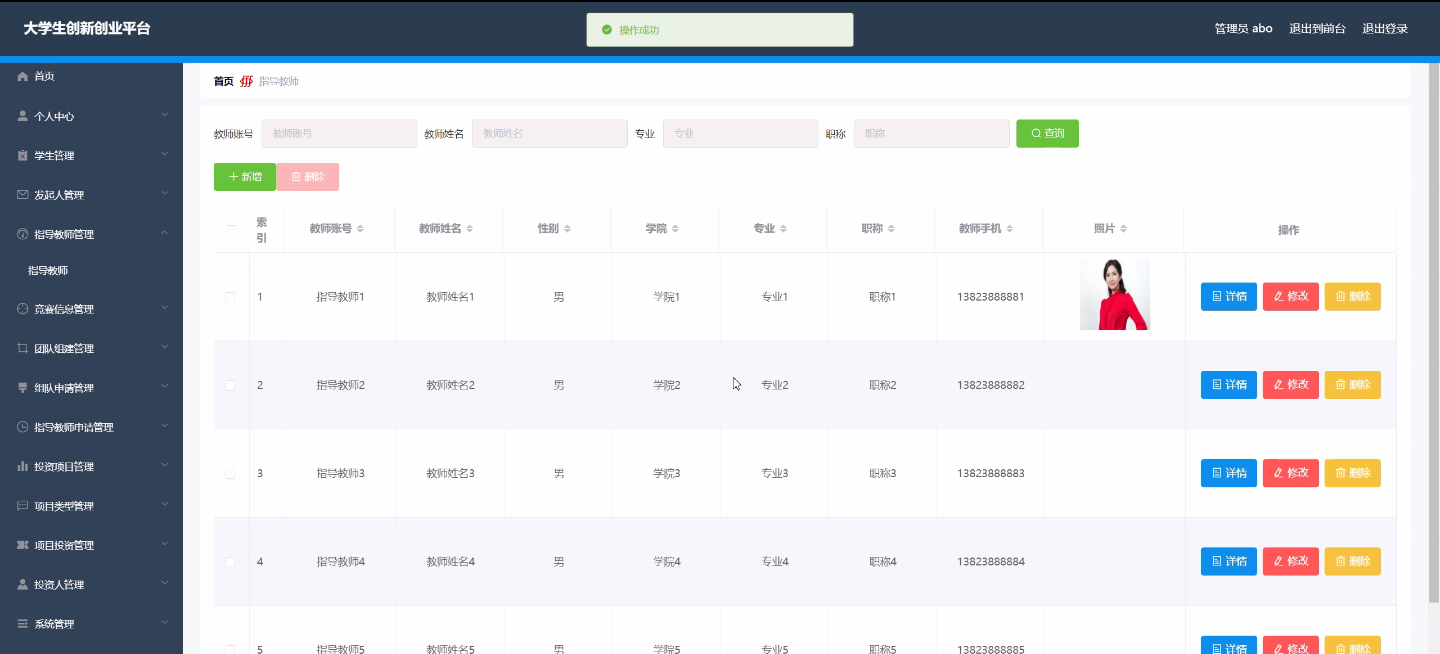 大学生创新创业平台
操作成功
管理员 abo 退出到前台 退出登录
首页
个人中心
学生管理
发起人管理
指导教师管理
指导教师
竞赛信息管理
团队组建管理
组队申请管理
指导教师申请管理
投资项目管理
项目类型管理
项目投资管理
投资人管理
系统管理
首页 指导教师
教师账号 教师账号 教师姓名 教师姓名 专业 专业 职称 职称 查询
新增 删除
索引 教师账号 教师姓名 性别 学院 专业 职称 教师手机 照片 操作
1 指导教师1 教师姓名1 男 学院1 专业1 职称1 13823888881 详情 修改 删除
2 指导教师2 教师姓名2 男 学院2 专业2 职称2 13823888882 详情 修改 删除
3 指导教师3 教师姓名3 男 学院3 专业3 职称3 13823888883 详情 修改 删除
4 指导教师4 教师姓名4 男 学院4 专业4 职称4 13823888884 详情 修改 删除
5 指导教师5 教师姓名5 男 学院5 专业5 职称5 13823888885 详情 修改 删除